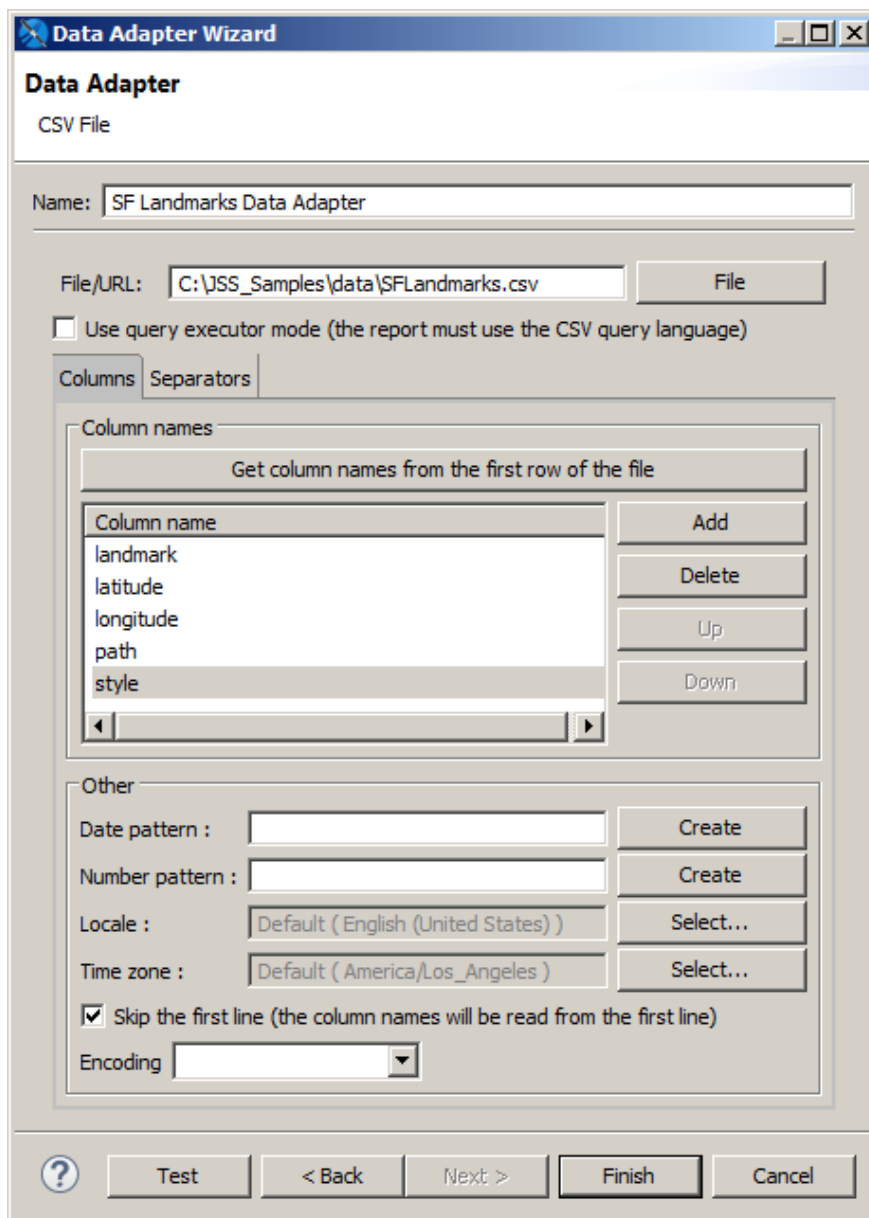 Data Adapter Wizard
Data Adapter
CSV File
Name: SF Landmarks Data Adapter
File/URL: C:\JSS_Samples\data\SFLandmarks.csv File
Use query executor mode (the report must use the CSV query language)
Columns Separators
Column names
Get column names from the first row of the file
Column name Add
landmark
latitude Delete
longitude Up
path
style Down
Other
Date pattern : Create
Number pattern : Create
Locale : Default ( English (United States) ) Select...
Time zone : Default ( America/Los_Angeles ) Select...
Skip the first line (the column names will be read from the first line)
Encoding
? Test < Back Next > Finish Cancel